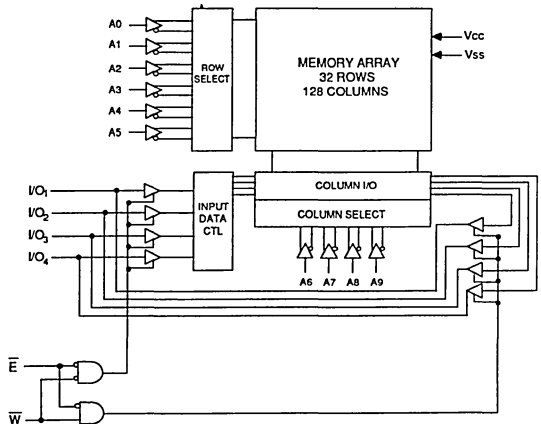 A0
A1
A2
A3
A4
A5
ROW
SELECT
MEMORY ARRAY
32 ROWS
128 COLUMNS
Vcc
Vss
I/O1
I/O2
I/O3
I/O4
INPUT
DATA
CTL
COLUMN I/O
COLUMN SELECT
A6 A7 A8 A9
E
W